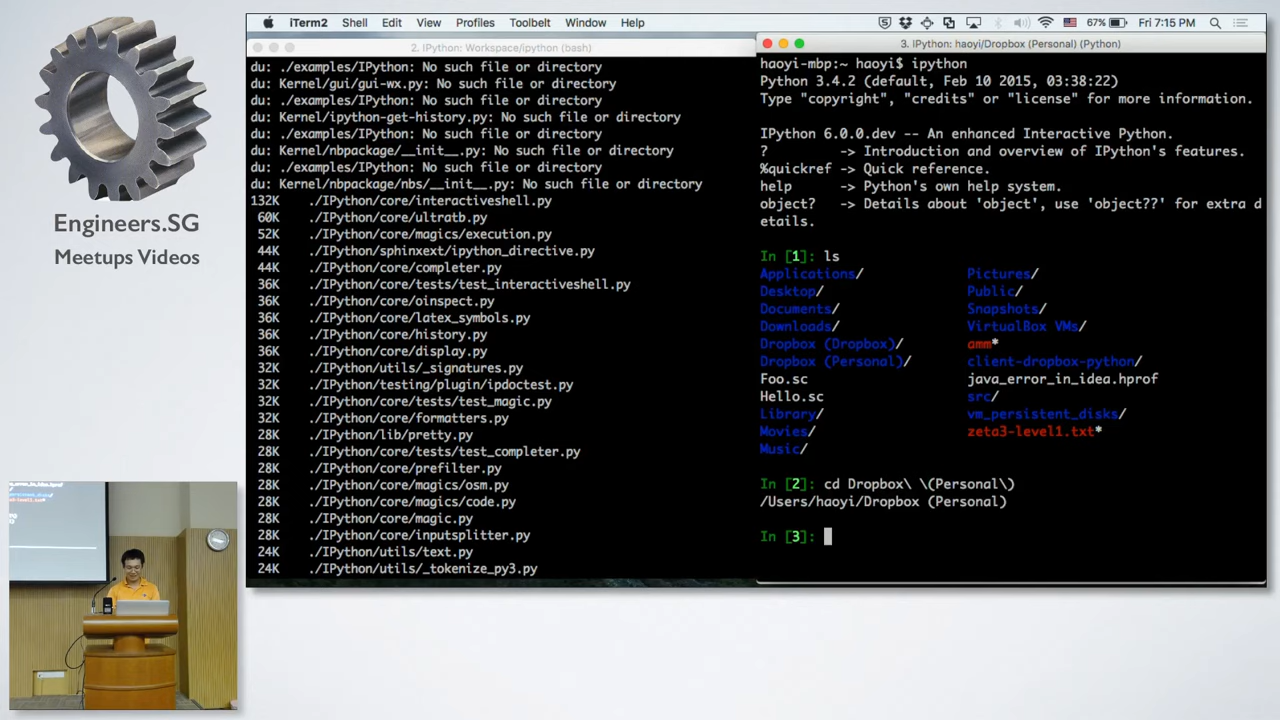 Engineers.SG
Meetups Videos
iTerm2 Shell Edit View Profiles Toolbelt Window Help
67% Fri 7:15 PM
2. IPython: Workspace/ipython (bash)
du: ./examples/IPython: No such file or directory
du: Kernel/gui/gui-wx.py: No such file or directory
du: ./examples/IPython: No such file or directory
du: Kernel/ipython-get-history.py: No such file or directory
du: ./examples/IPython: No such file or directory
du: Kernel/nbpackage/__init__.py: No such file or directory
du: ./examples/IPython: No such file or directory
du: Kernel/nbpackage/nbs/__init__.py: No such file or directory
132K ./IPython/core/interactiveshell.py
60K ./IPython/core/ultratb.py
52K ./IPython/core/magics/execution.py
44K ./IPython/sphinxext/ipython_directive.py
44K ./IPython/core/completer.py
36K ./IPython/core/tests/test_interactiveshell.py
36K ./IPython/core/oinspect.py
36K ./IPython/core/latex_symbols.py
36K ./IPython/core/history.py
36K ./IPython/core/display.py
32K ./IPython/utils/_signatures.py
32K ./IPython/testing/plugin/ipdoctest.py
32K ./IPython/core/tests/test_magic.py
32K ./IPython/core/formatters.py
28K ./IPython/lib/pretty.py
28K ./IPython/core/tests/test_completer.py
28K ./IPython/core/prefilter.py
28K ./IPython/core/magics/osm.py
28K ./IPython/core/magics/code.py
28K ./IPython/core/magic.py
28K ./IPython/core/inputsplitter.py
24K ./IPython/utils/text.py
24K ./IPython/utils/_tokenize_py3.py
3. IPython: haoyi/Dropbox (Personal) (Python)
haoyi-mbp:~ haoyi$ ipython
Python 3.4.2 (default, Feb 10 2015, 03:38:22)
Type "copyright", "credits" or "license" for more information.
IPython 6.0.0.dev -- An enhanced Interactive Python.
? -> Introduction and overview of IPython's features.
%quickref -> Quick reference.
help -> Python's own help system.
object? -> Details about 'object', use 'object??' for extra d
etails.
In [1]: ls
Applications/ Pictures/
Desktop/ Public/
Documents/ Snapshots/
Downloads/ VirtualBox VMs/
Dropbox (Dropbox)/ amm*
Dropbox (Personal)/ client-dropbox-python/
Foo.sc java_error_in_idea.hprof
Hello.sc src/
Library/ vm_persistent_disks/
Movies/ zeta3-level1.txt*
Music/
In [2]: cd Dropbox\ \(Personal\)
/Users/haoyi/Dropbox (Personal)
In [3]: